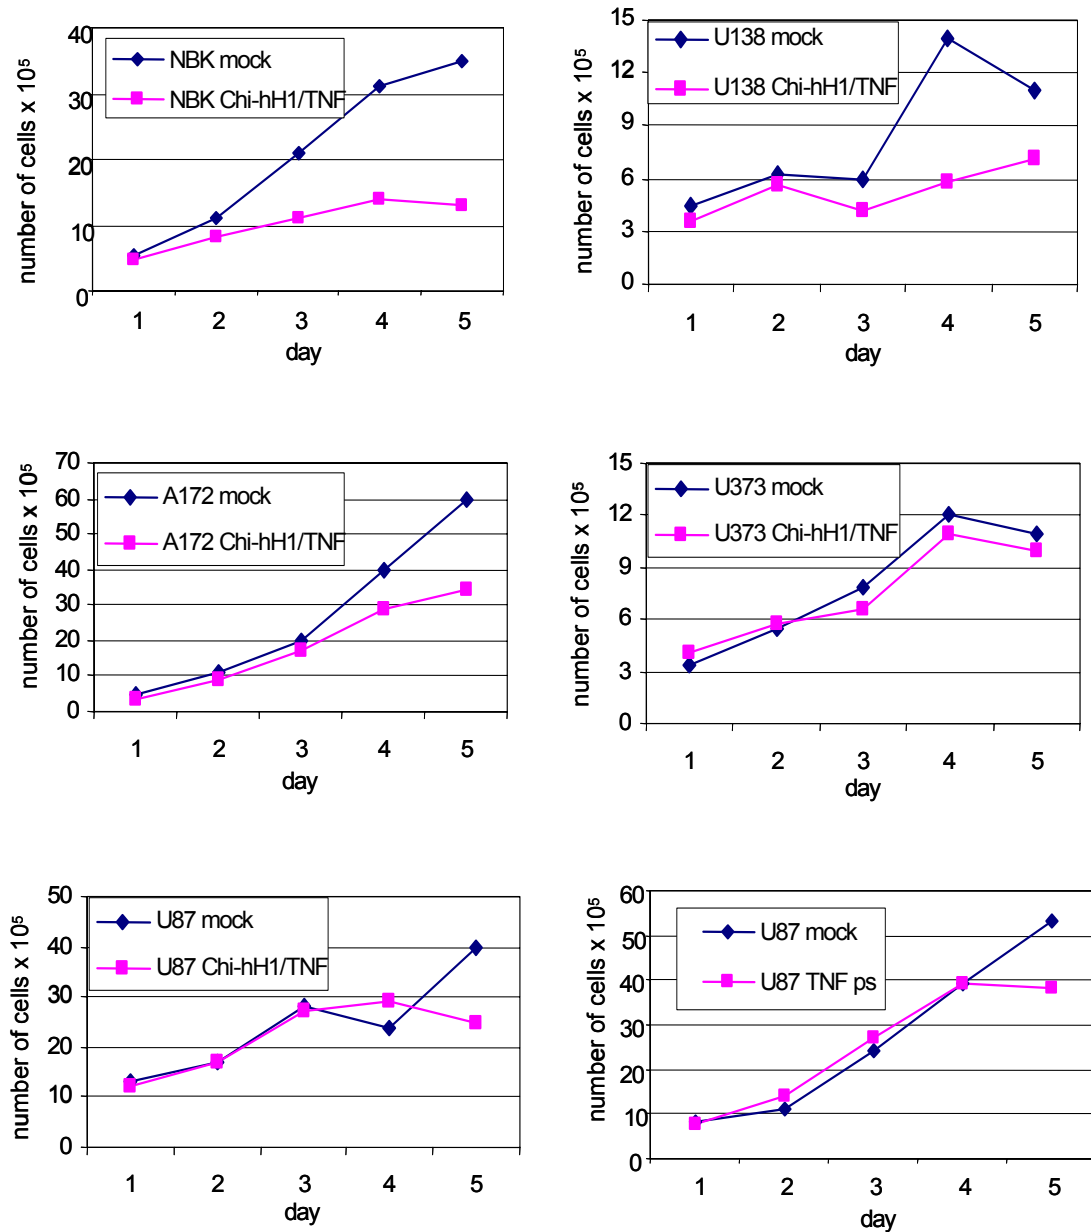 number of cells x 10⁵
40
30
20
10
0
NBK mock
NBK Chi-hH1/TNF
1 2 3 4 5
day
number of cells x 10⁵
15
12
9
6
3
0
U138 mock
U138 Chi-hH1/TNF
1 2 3 4 5
day
number of cells x 10⁵
70
60
50
40
30
20
10
0
A172 mock
A172 Chi-hH1/TNF
1 2 3 4 5
day
number of cells x 10⁵
15
12
9
6
3
0
U373 mock
U373 Chi-hH1/TNF
1 2 3 4 5
day
number of cells x 10⁵
50
40
30
20
10
0
U87 mock
U87 Chi-hH1/TNF
1 2 3 4 5
day
number of cells x 10⁵
60
50
40
30
20
10
0
U87 mock
U87 TNF ps
1 2 3 4 5
day